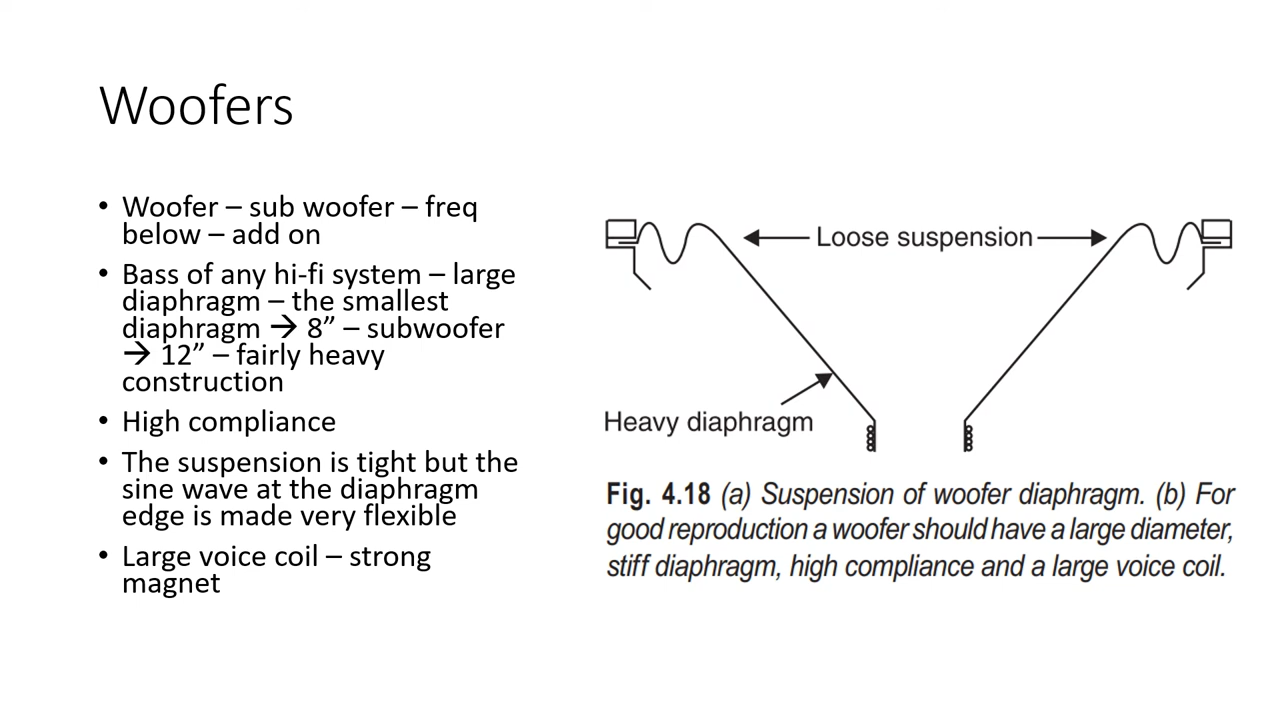 Woofers
• Woofer – sub woofer – freq
below – add on
• Bass of any hi-fi system – large
diaphragm – the smallest
diaphragm → 8” – subwoofer
→ 12” – fairly heavy
construction
• High compliance
• The suspension is tight but the
sine wave at the diaphragm
edge is made very flexible
• Large voice coil – strong
magnet
Loose suspension
Heavy diaphragm
Fig. 4.18 (a) Suspension of woofer diaphragm. (b) For
good reproduction a woofer should have a large diameter,
stiff diaphragm, high compliance and a large voice coil.